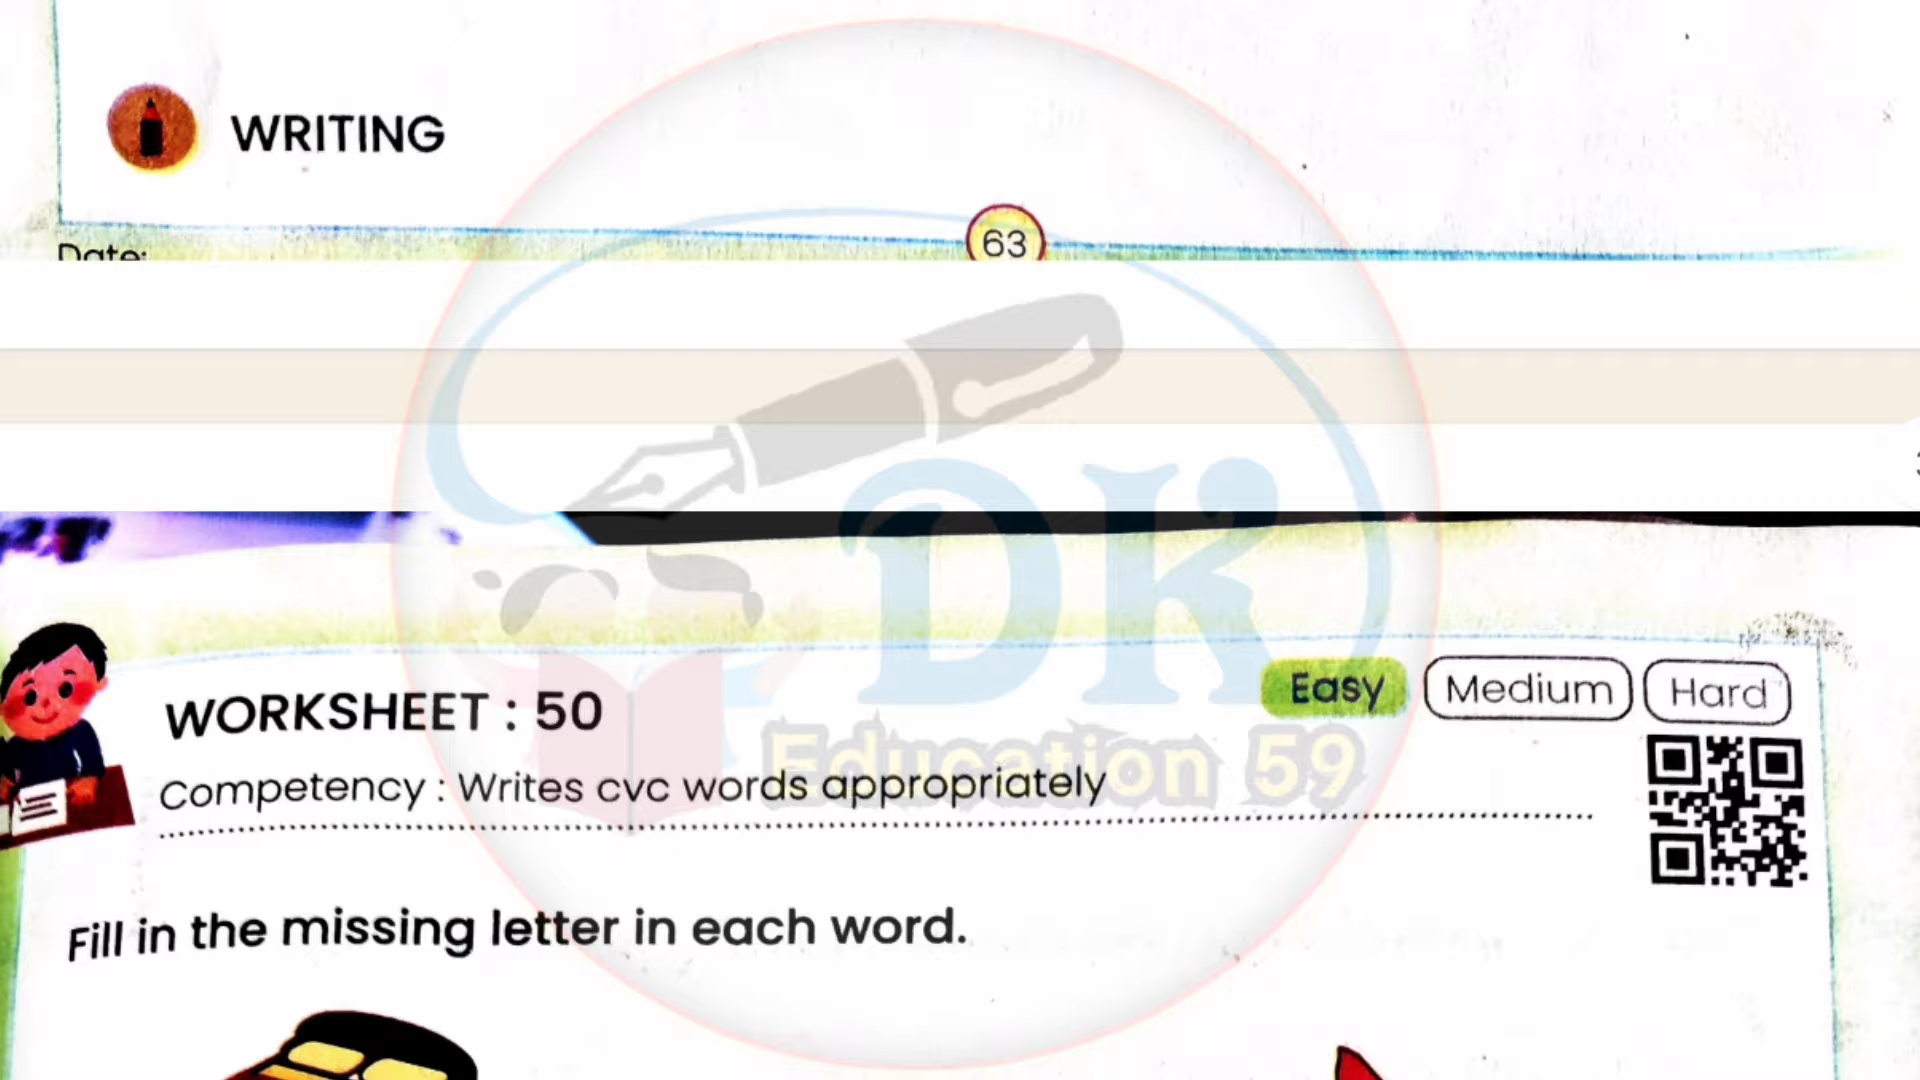 WRITING
63
Date:
DK
Education 59
WORKSHEET : 50
Easy
Medium
Hard
Competency : Writes cvc words appropriately
Fill in the missing letter in each word.